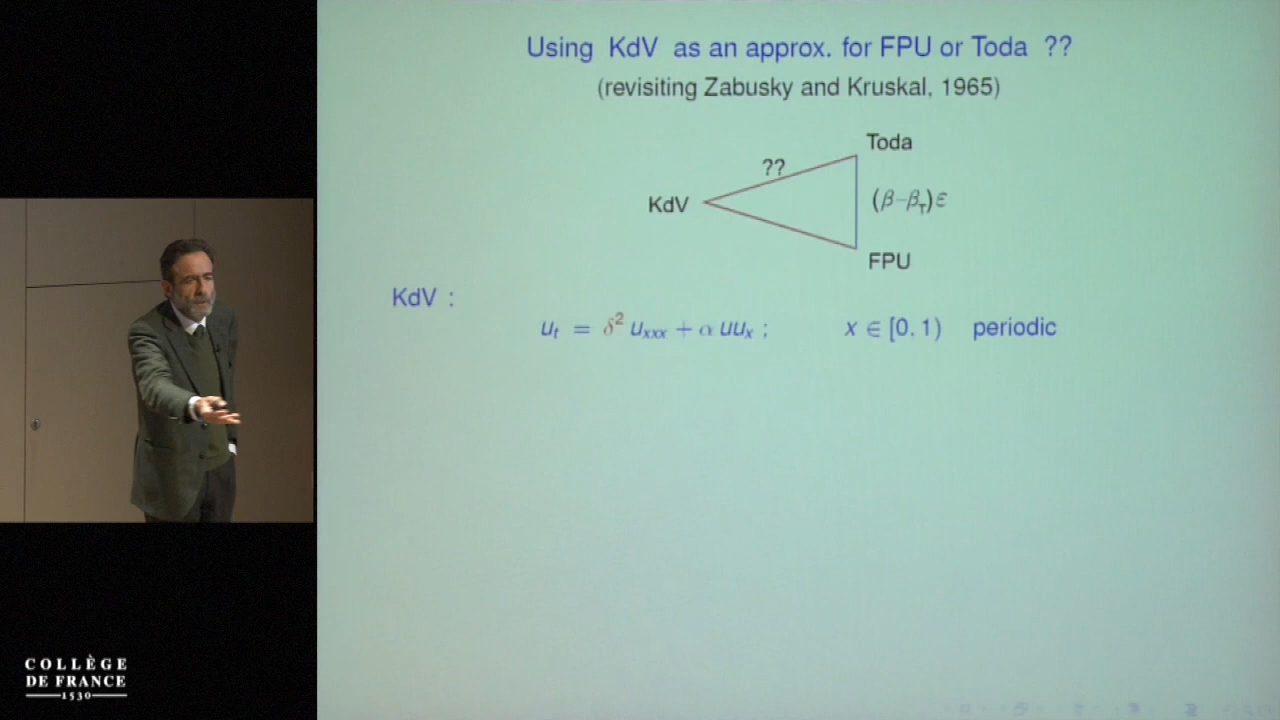 Using KdV as an approx. for FPU or Toda ??
(revisiting Zabusky and Kruskal, 1965)
Toda
??
KdV
(β–β_T)ε
FPU
KdV :
u_t = δ² u_xxx + α uu_x ; x ∈ [0, 1) periodic
COLLÈGE
DE FRANCE
1530